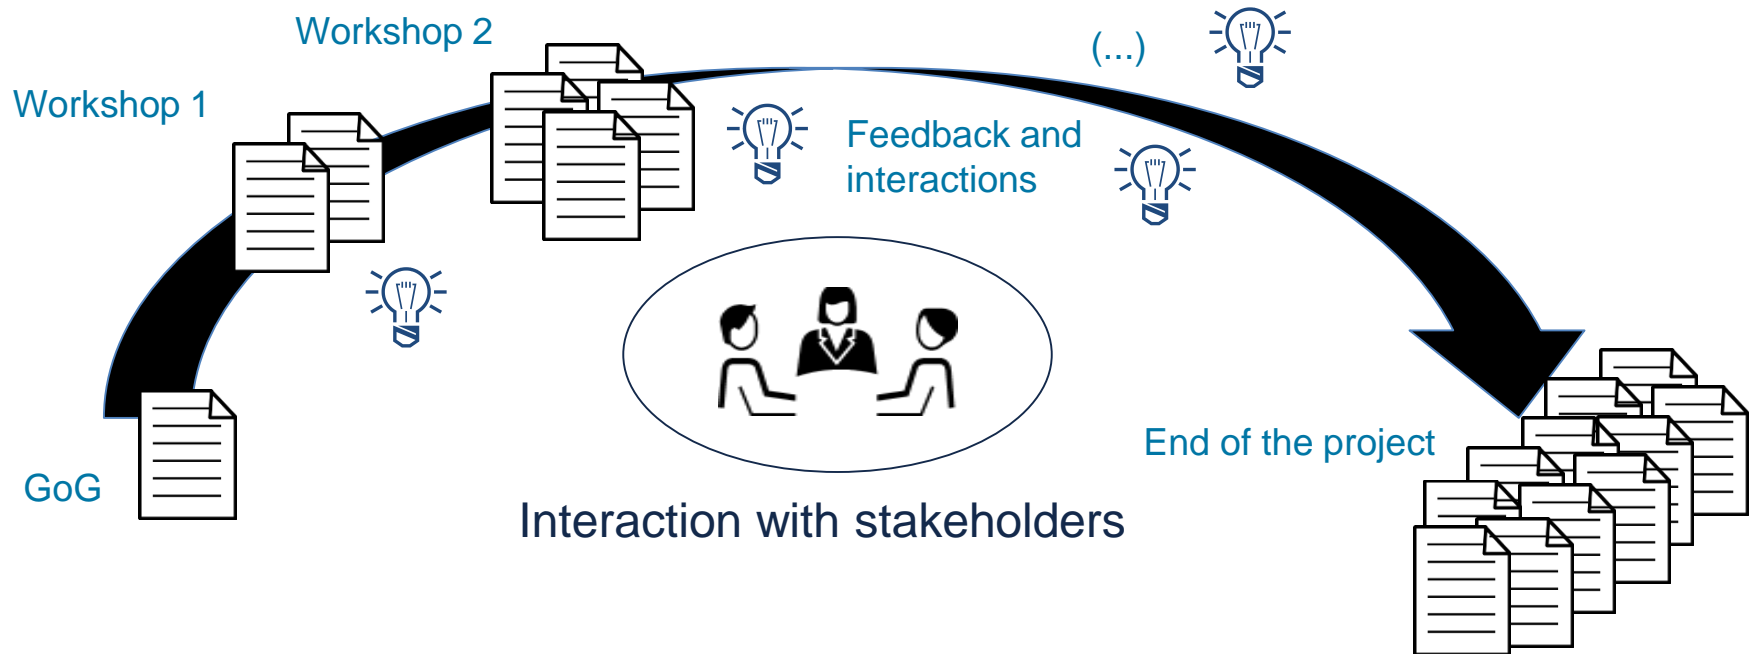 Workshop 2
(...)
Workshop 1
Feedback and
interactions
End of the project
GoG
Interaction with stakeholders